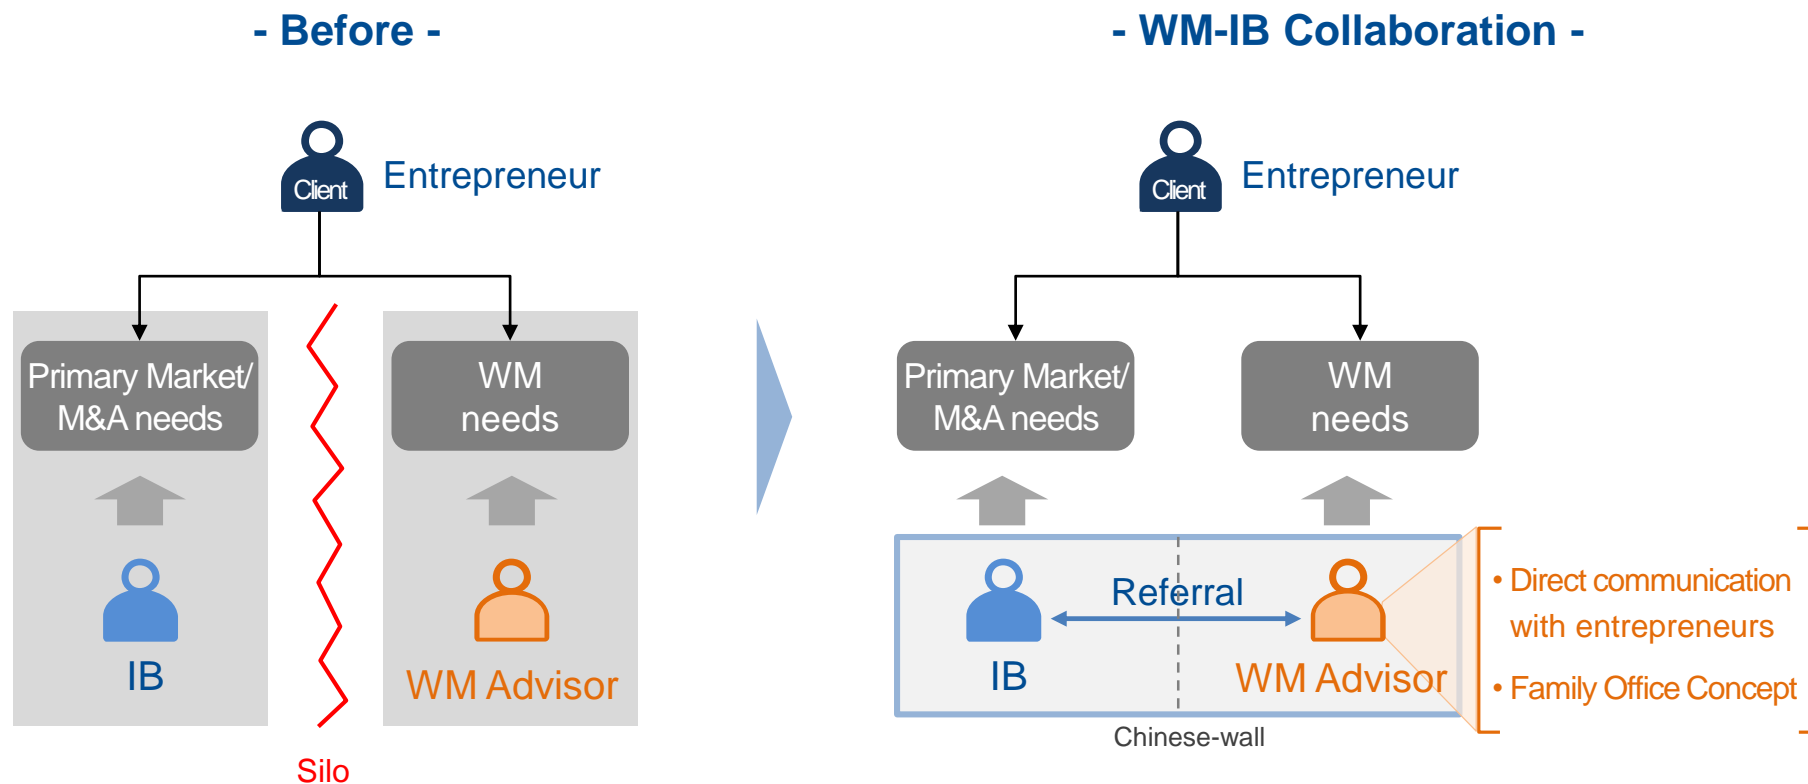 - Before -
Client
Entrepreneur
Primary Market/
M&A needs
WM
needs
IB
WM Advisor
Silo
- WM-IB Collaboration -
Client
Entrepreneur
Primary Market/
M&A needs
WM
needs
Referral
IB
WM Advisor
Chinese-wall
• Direct communication
with entrepreneurs
• Family Office Concept